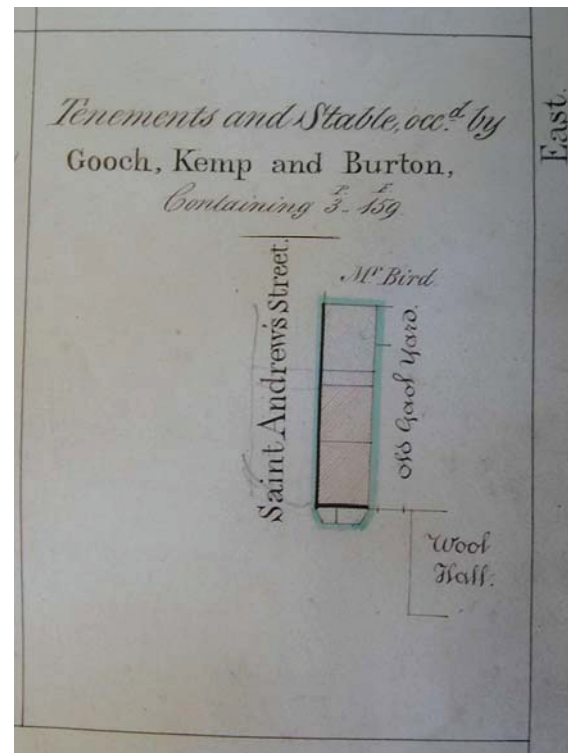 Tenements and Stable, occ.d by
Gooch, Kemp and Burton,
Containing P. 3 - F. 159
East.
Mr Bird
Saint Andrew's Street.
Old Gaol Yard.
Wool
Hall.